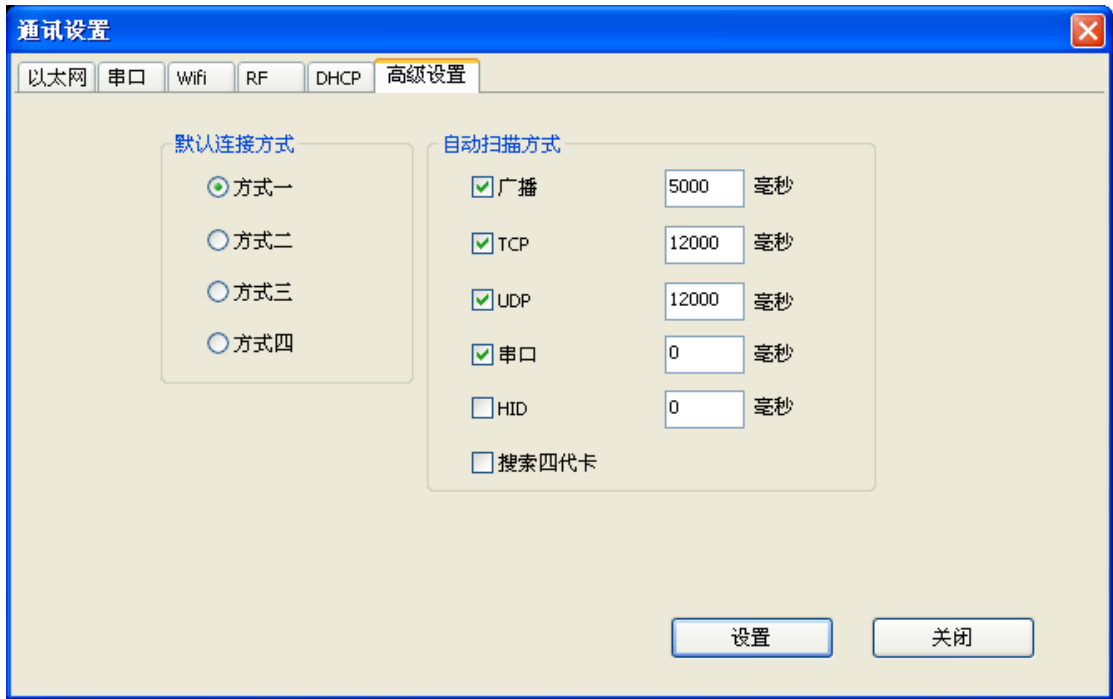 通讯设置
以太网 串口 Wifi RF DHCP 高级设置
默认连接方式
方式一
方式二
方式三
方式四
自动扫描方式
广播 5000 毫秒
TCP 12000 毫秒
UDP 12000 毫秒
串口 0 毫秒
HID 0 毫秒
搜索四代卡
设置 关闭